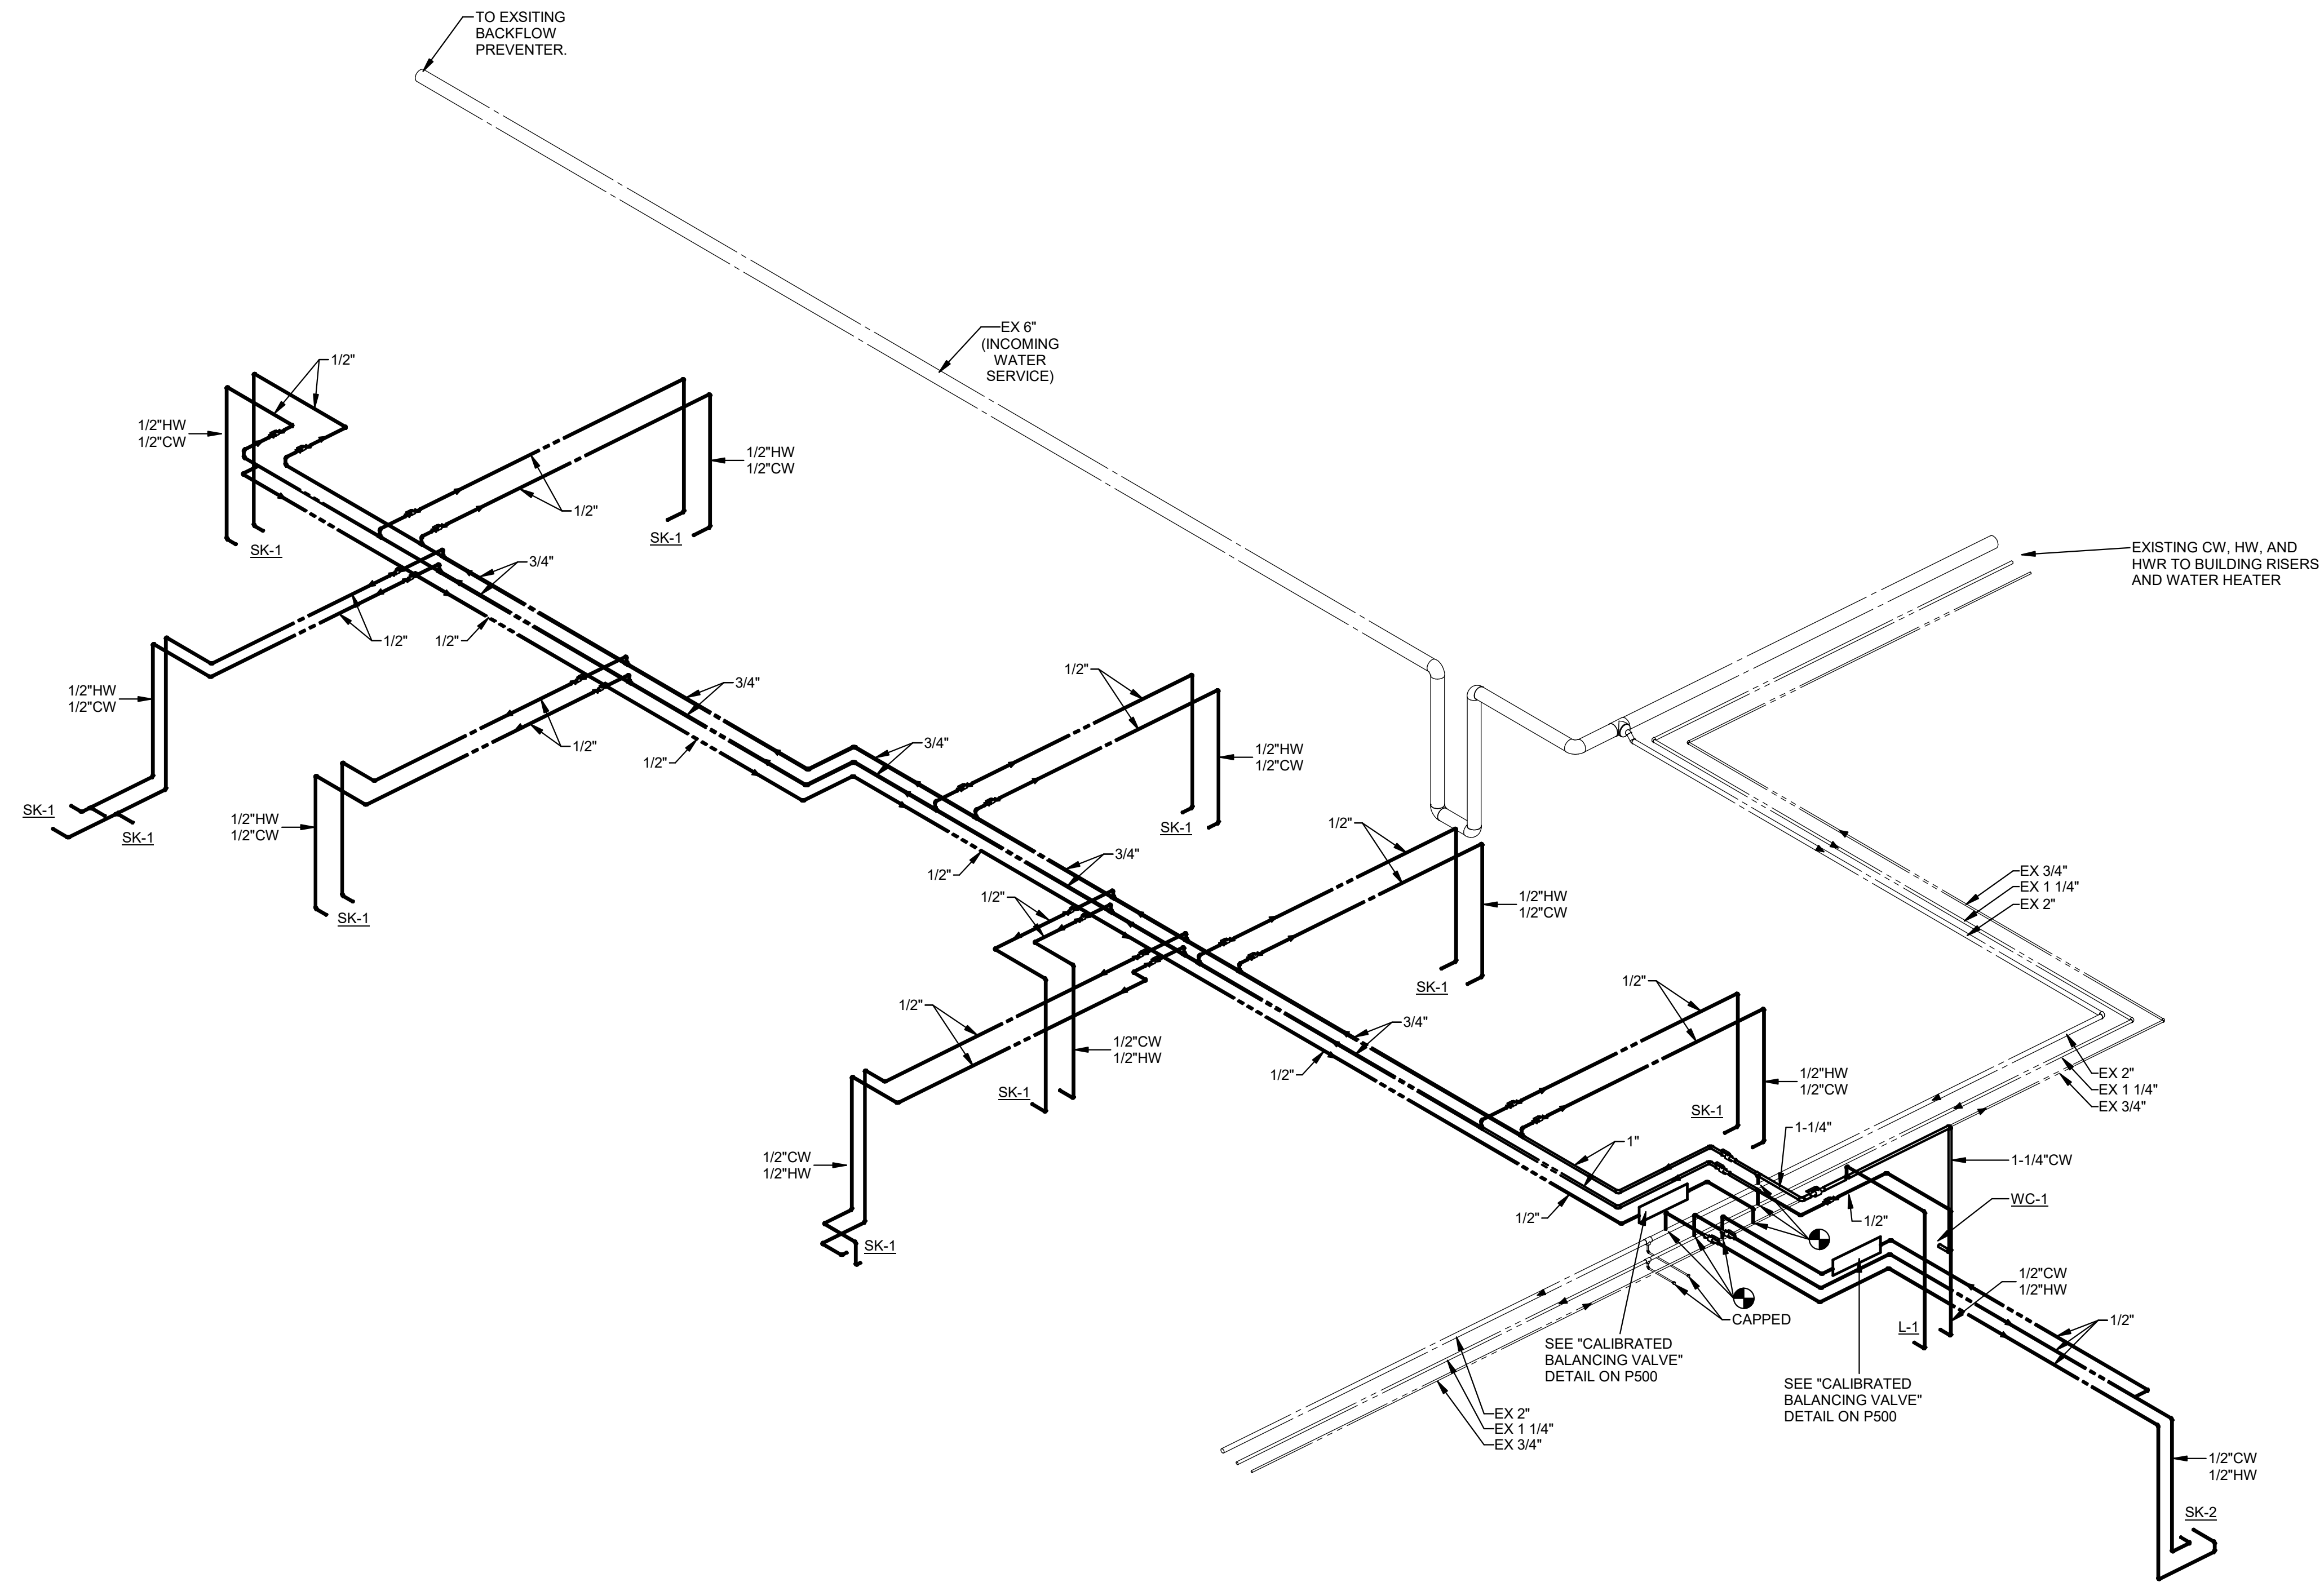 TO EXSITING
BACKFLOW
PREVENTER.
EX 6"
(INCOMING
WATER
SERVICE)
1/2"
1/2"HW
1/2"CW
SK-1
1/2"HW
1/2"CW
1/2"
SK-1
3/4"
EXISTING CW, HW, AND
HWR TO BUILDING RISERS
AND WATER HEATER
1/2"
1/2"
1/2"HW
1/2"CW
SK-1
SK-1
3/4"
1/2"
1/2"
1/2"HW
1/2"CW
SK-1
1/2"
3/4"
1/2"HW
1/2"CW
SK-1
1/2"
3/4"
1/2"
1/2"
1/2"HW
1/2"CW
SK-1
EX 3/4"
EX 1 1/4"
EX 2"
1/2"
1/2"CW
1/2"HW
SK-1
3/4"
1/2"
1/2"
1/2"HW
1/2"CW
SK-1
EX 2"
EX 1 1/4"
EX 3/4"
1/2"CW
1/2"HW
SK-1
1"
1/2"
1-1/4"
1-1/4"CW
WC-1
1/2"
1/2"CW
1/2"HW
L-1
CAPPED
1/2"
SEE "CALIBRATED
BALANCING VALVE"
DETAIL ON P500
SEE "CALIBRATED
BALANCING VALVE"
DETAIL ON P500
EX 2"
EX 1 1/4"
EX 3/4"
1/2"CW
1/2"HW
SK-2